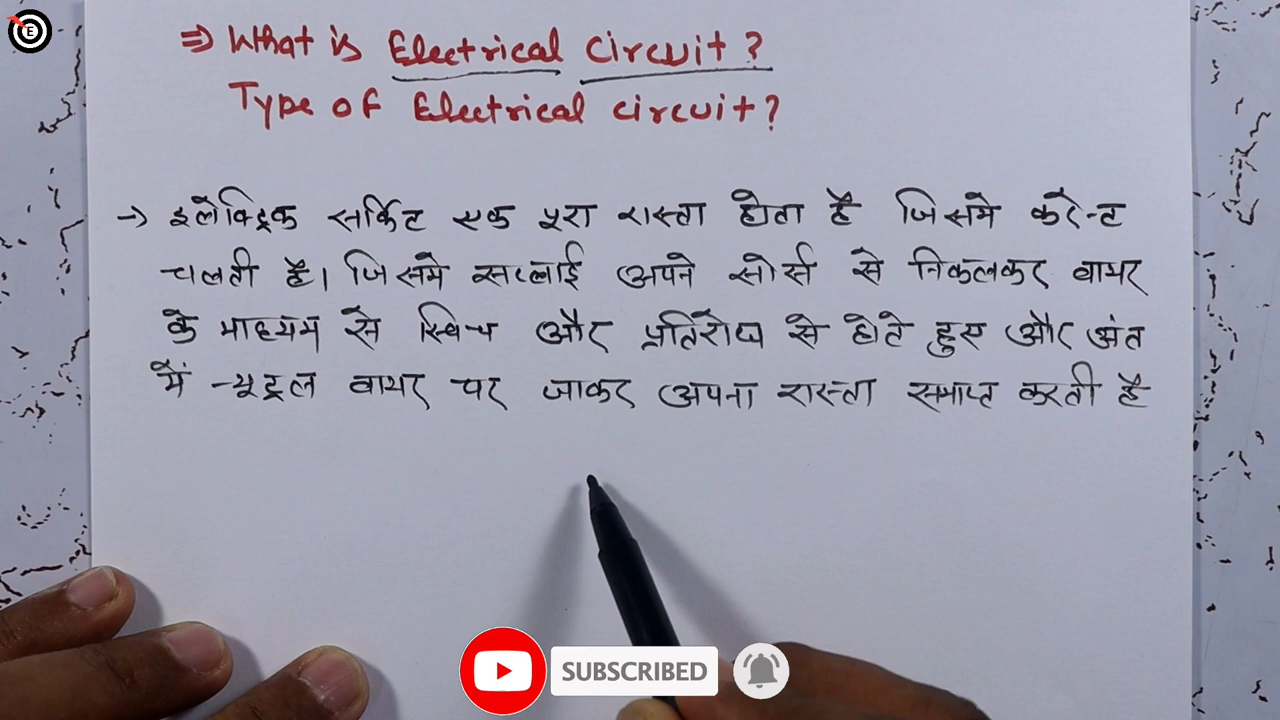 E
⇒ What is Electrical Circuit?
Type of Electrical circuit?
→ इलेक्ट्रिक सर्किट एक पूरा रास्ता होता है जिसमे करेन्ट
चलती है। जिसमे सप्लाई अपने सोर्स से निकलकर वायर
के माध्यम से स्विच और प्रतिरोध से होते हुए और अंत
में न्यूट्रल वायर पर जाकर अपना रास्ता समाप्त करती है
SUBSCRIBED